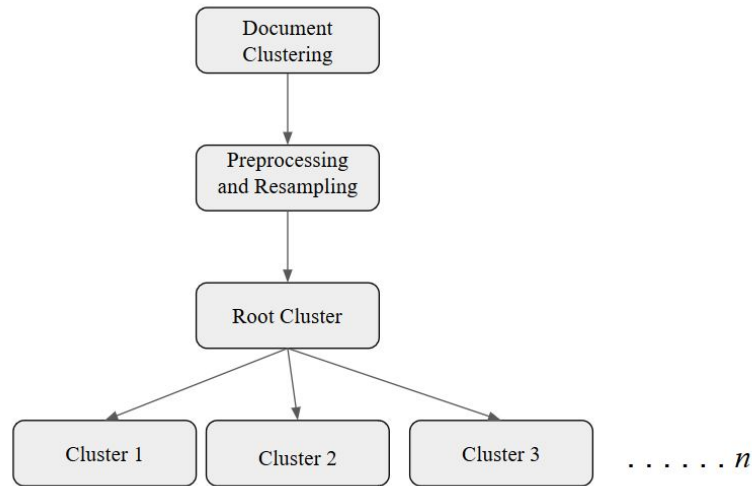 Document
Clustering
Preprocessing
and Resampling
Root Cluster
Cluster 1
Cluster 2
Cluster 3
. . . . . . n